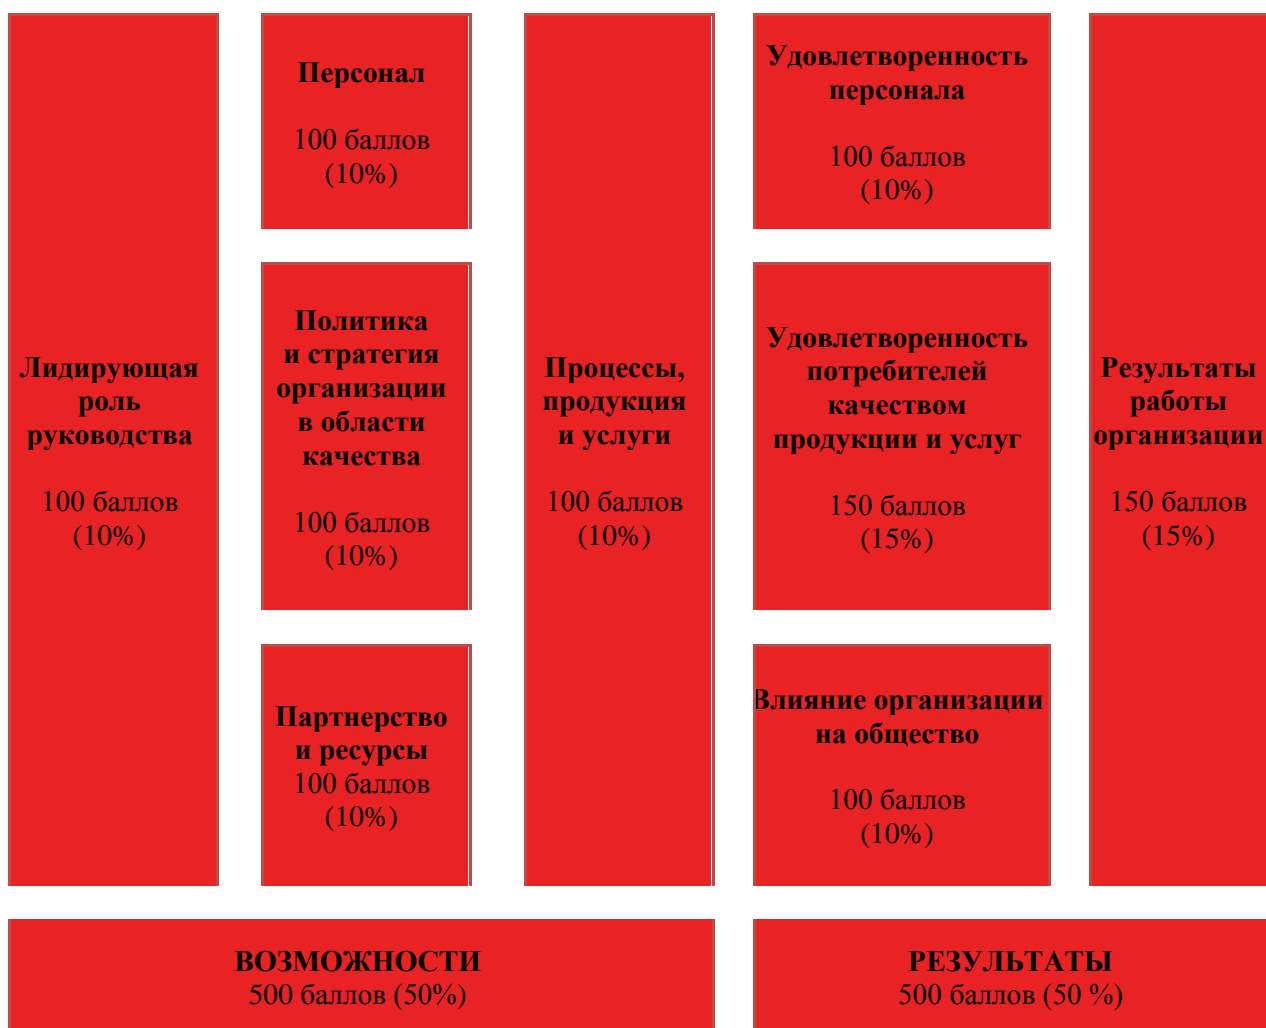 Лидирующая
роль
руководства
100 баллов
(10%)
Персонал
100 баллов
(10%)
Политика
и стратегия
организации
в области
качества
100 баллов
(10%)
Партнерство
и ресурсы
100 баллов
(10%)
Процессы,
продукция
и услуги
100 баллов
(10%)
Удовлетворенность
персонала
100 баллов
(10%)
Удовлетворенность
потребителей
качеством
продукции и услуг
150 баллов
(15%)
Влияние организации
на общество
100 баллов
(10%)
Результаты
работы
организации
150 баллов
(15%)
ВОЗМОЖНОСТИ
500 баллов (50%)
РЕЗУЛЬТАТЫ
500 баллов (50 %)